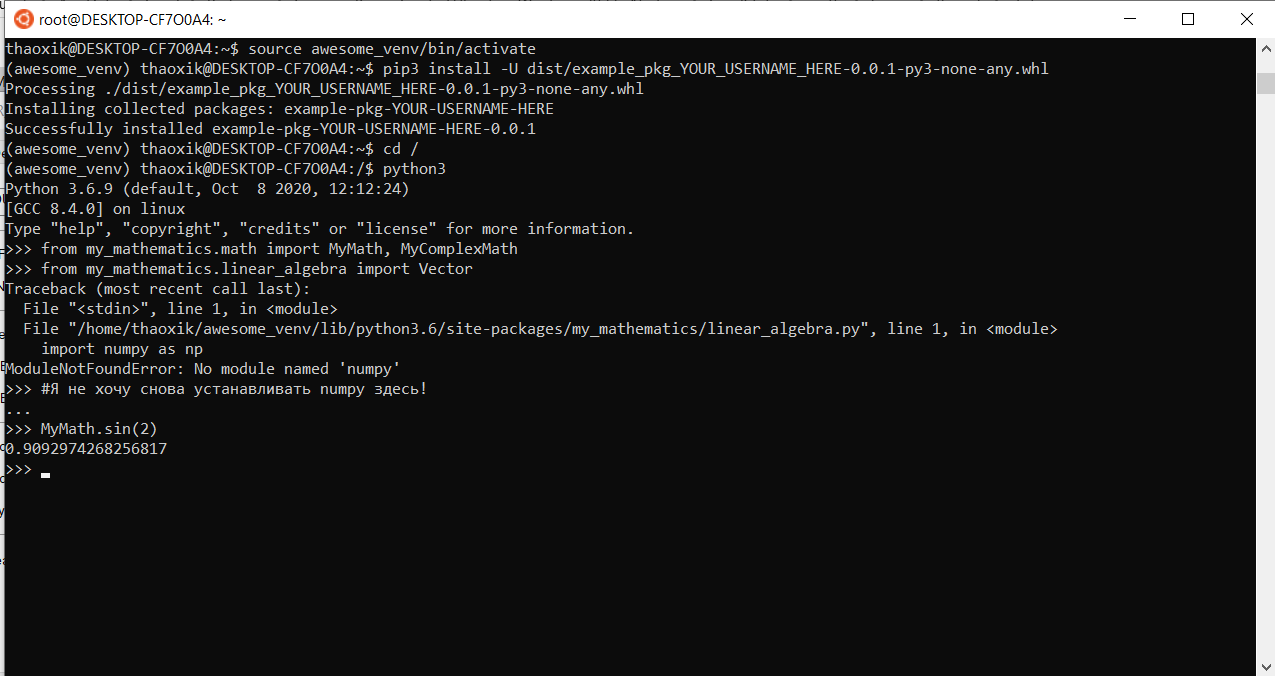 root@DESKTOP-CF7O0A4: ~
thaoxik@DESKTOP-CF7O0A4:~$ source awesome_venv/bin/activate
(awesome_venv) thaoxik@DESKTOP-CF7O0A4:~$ pip3 install -U dist/example_pkg_YOUR_USERNAME_HERE-0.0.1-py3-none-any.whl
Processing ./dist/example_pkg_YOUR_USERNAME_HERE-0.0.1-py3-none-any.whl
Installing collected packages: example-pkg-YOUR-USERNAME-HERE
Successfully installed example-pkg-YOUR-USERNAME-HERE-0.0.1
(awesome_venv) thaoxik@DESKTOP-CF7O0A4:~$ cd /
(awesome_venv) thaoxik@DESKTOP-CF7O0A4:/$ python3
Python 3.6.9 (default, Oct  8 2020, 12:12:24)
[GCC 8.4.0] on linux
Type "help", "copyright", "credits" or "license" for more information.
>>> from my_mathematics.math import MyMath, MyComplexMath
>>> from my_mathematics.linear_algebra import Vector
Traceback (most recent call last):
  File "<stdin>", line 1, in <module>
  File "/home/thaoxik/awesome_venv/lib/python3.6/site-packages/my_mathematics/linear_algebra.py", line 1, in <module>
    import numpy as np
ModuleNotFoundError: No module named 'numpy'
>>> #Я не хочу снова устанавливать numpy здесь!
...
>>> MyMath.sin(2)
0.9092974268256817
>>>